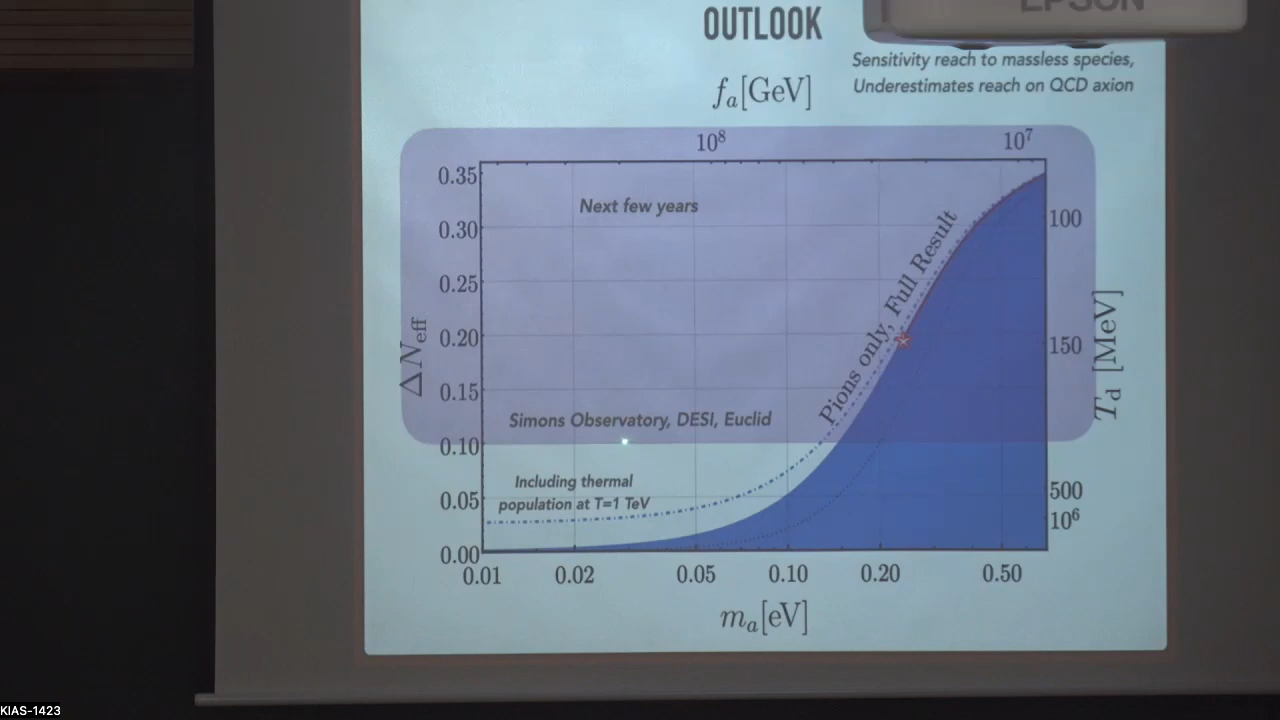 EPSON
OUTLOOK
Sensitivity reach to massless species,
Underestimates reach on QCD axion
f_a[GeV]
10^8
10^7
0.35
0.30
0.25
0.20
0.15
0.10
0.05
0.00
ΔN_eff
Next few years
Pions only, Full Result
Simons Observatory, DESI, Euclid
Including thermal
population at T=1 TeV
100
150
500
10^6
T_d [MeV]
0.01
0.02
0.05
0.10
0.20
0.50
m_a[eV]
KIAS-1423